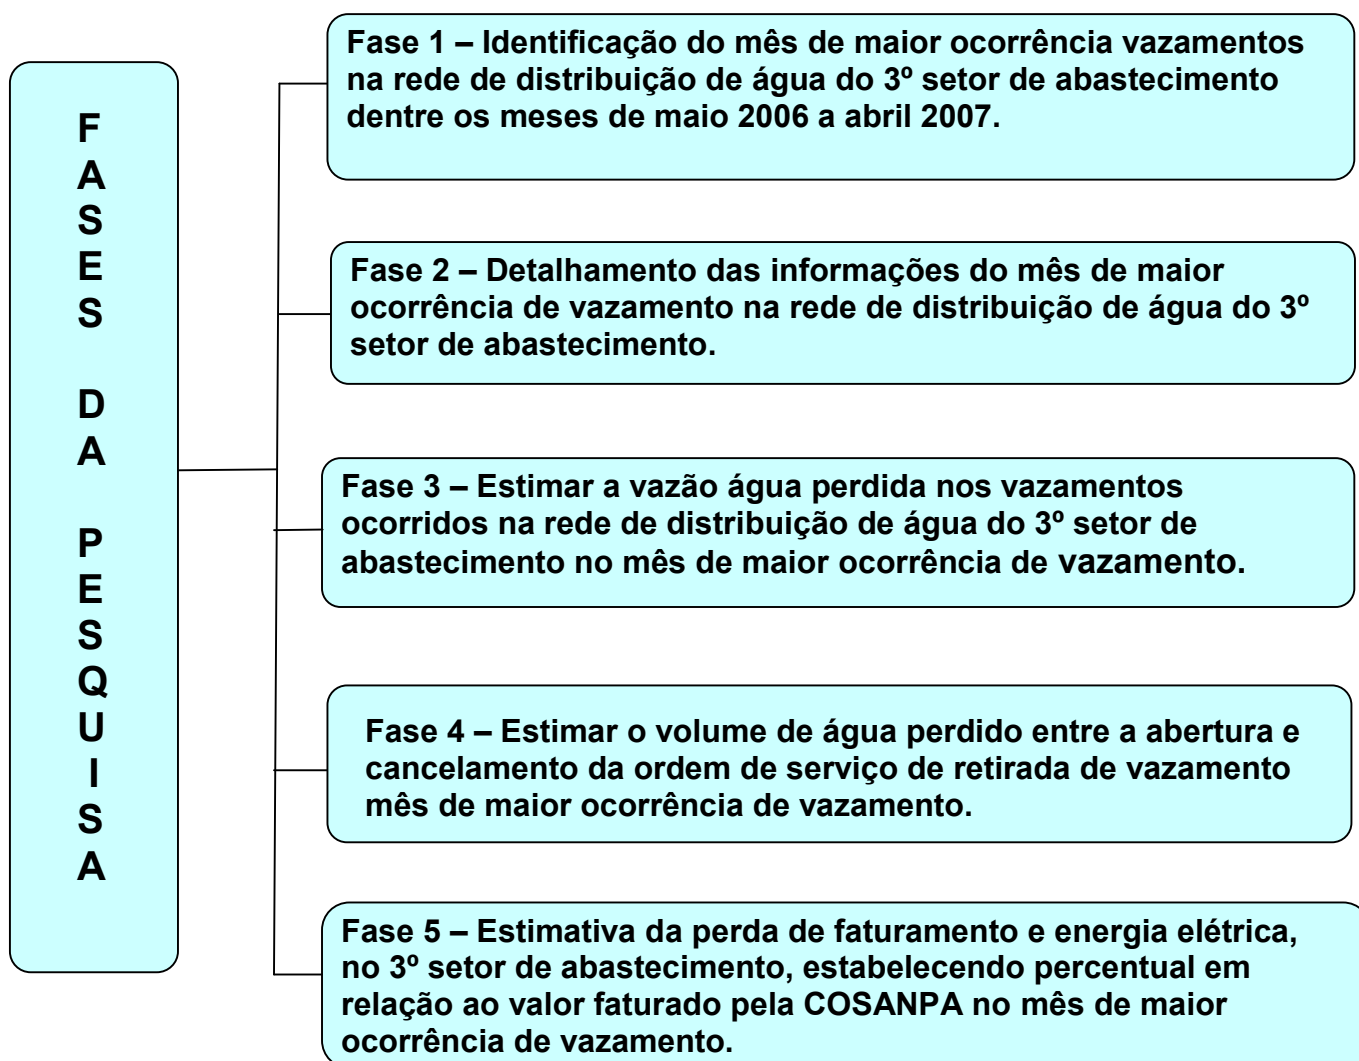 FASES DA PESQUISA
Fase 1 – Identificação do mês de maior ocorrência vazamentos
na rede de distribuição de água do 3º setor de abastecimento
dentre os meses de maio 2006 a abril 2007.
Fase 2 – Detalhamento das informações do mês de maior
ocorrência de vazamento na rede de distribuição de água do 3º
setor de abastecimento.
Fase 3 – Estimar a vazão água perdida nos vazamentos
ocorridos na rede de distribuição de água do 3º setor de
abastecimento no mês de maior ocorrência de vazamento.
Fase 4 – Estimar o volume de água perdido entre a abertura e
cancelamento da ordem de serviço de retirada de vazamento
mês de maior ocorrência de vazamento.
Fase 5 – Estimativa da perda de faturamento e energia elétrica,
no 3º setor de abastecimento, estabelecendo percentual em
relação ao valor faturado pela COSANPA no mês de maior
ocorrência de vazamento.